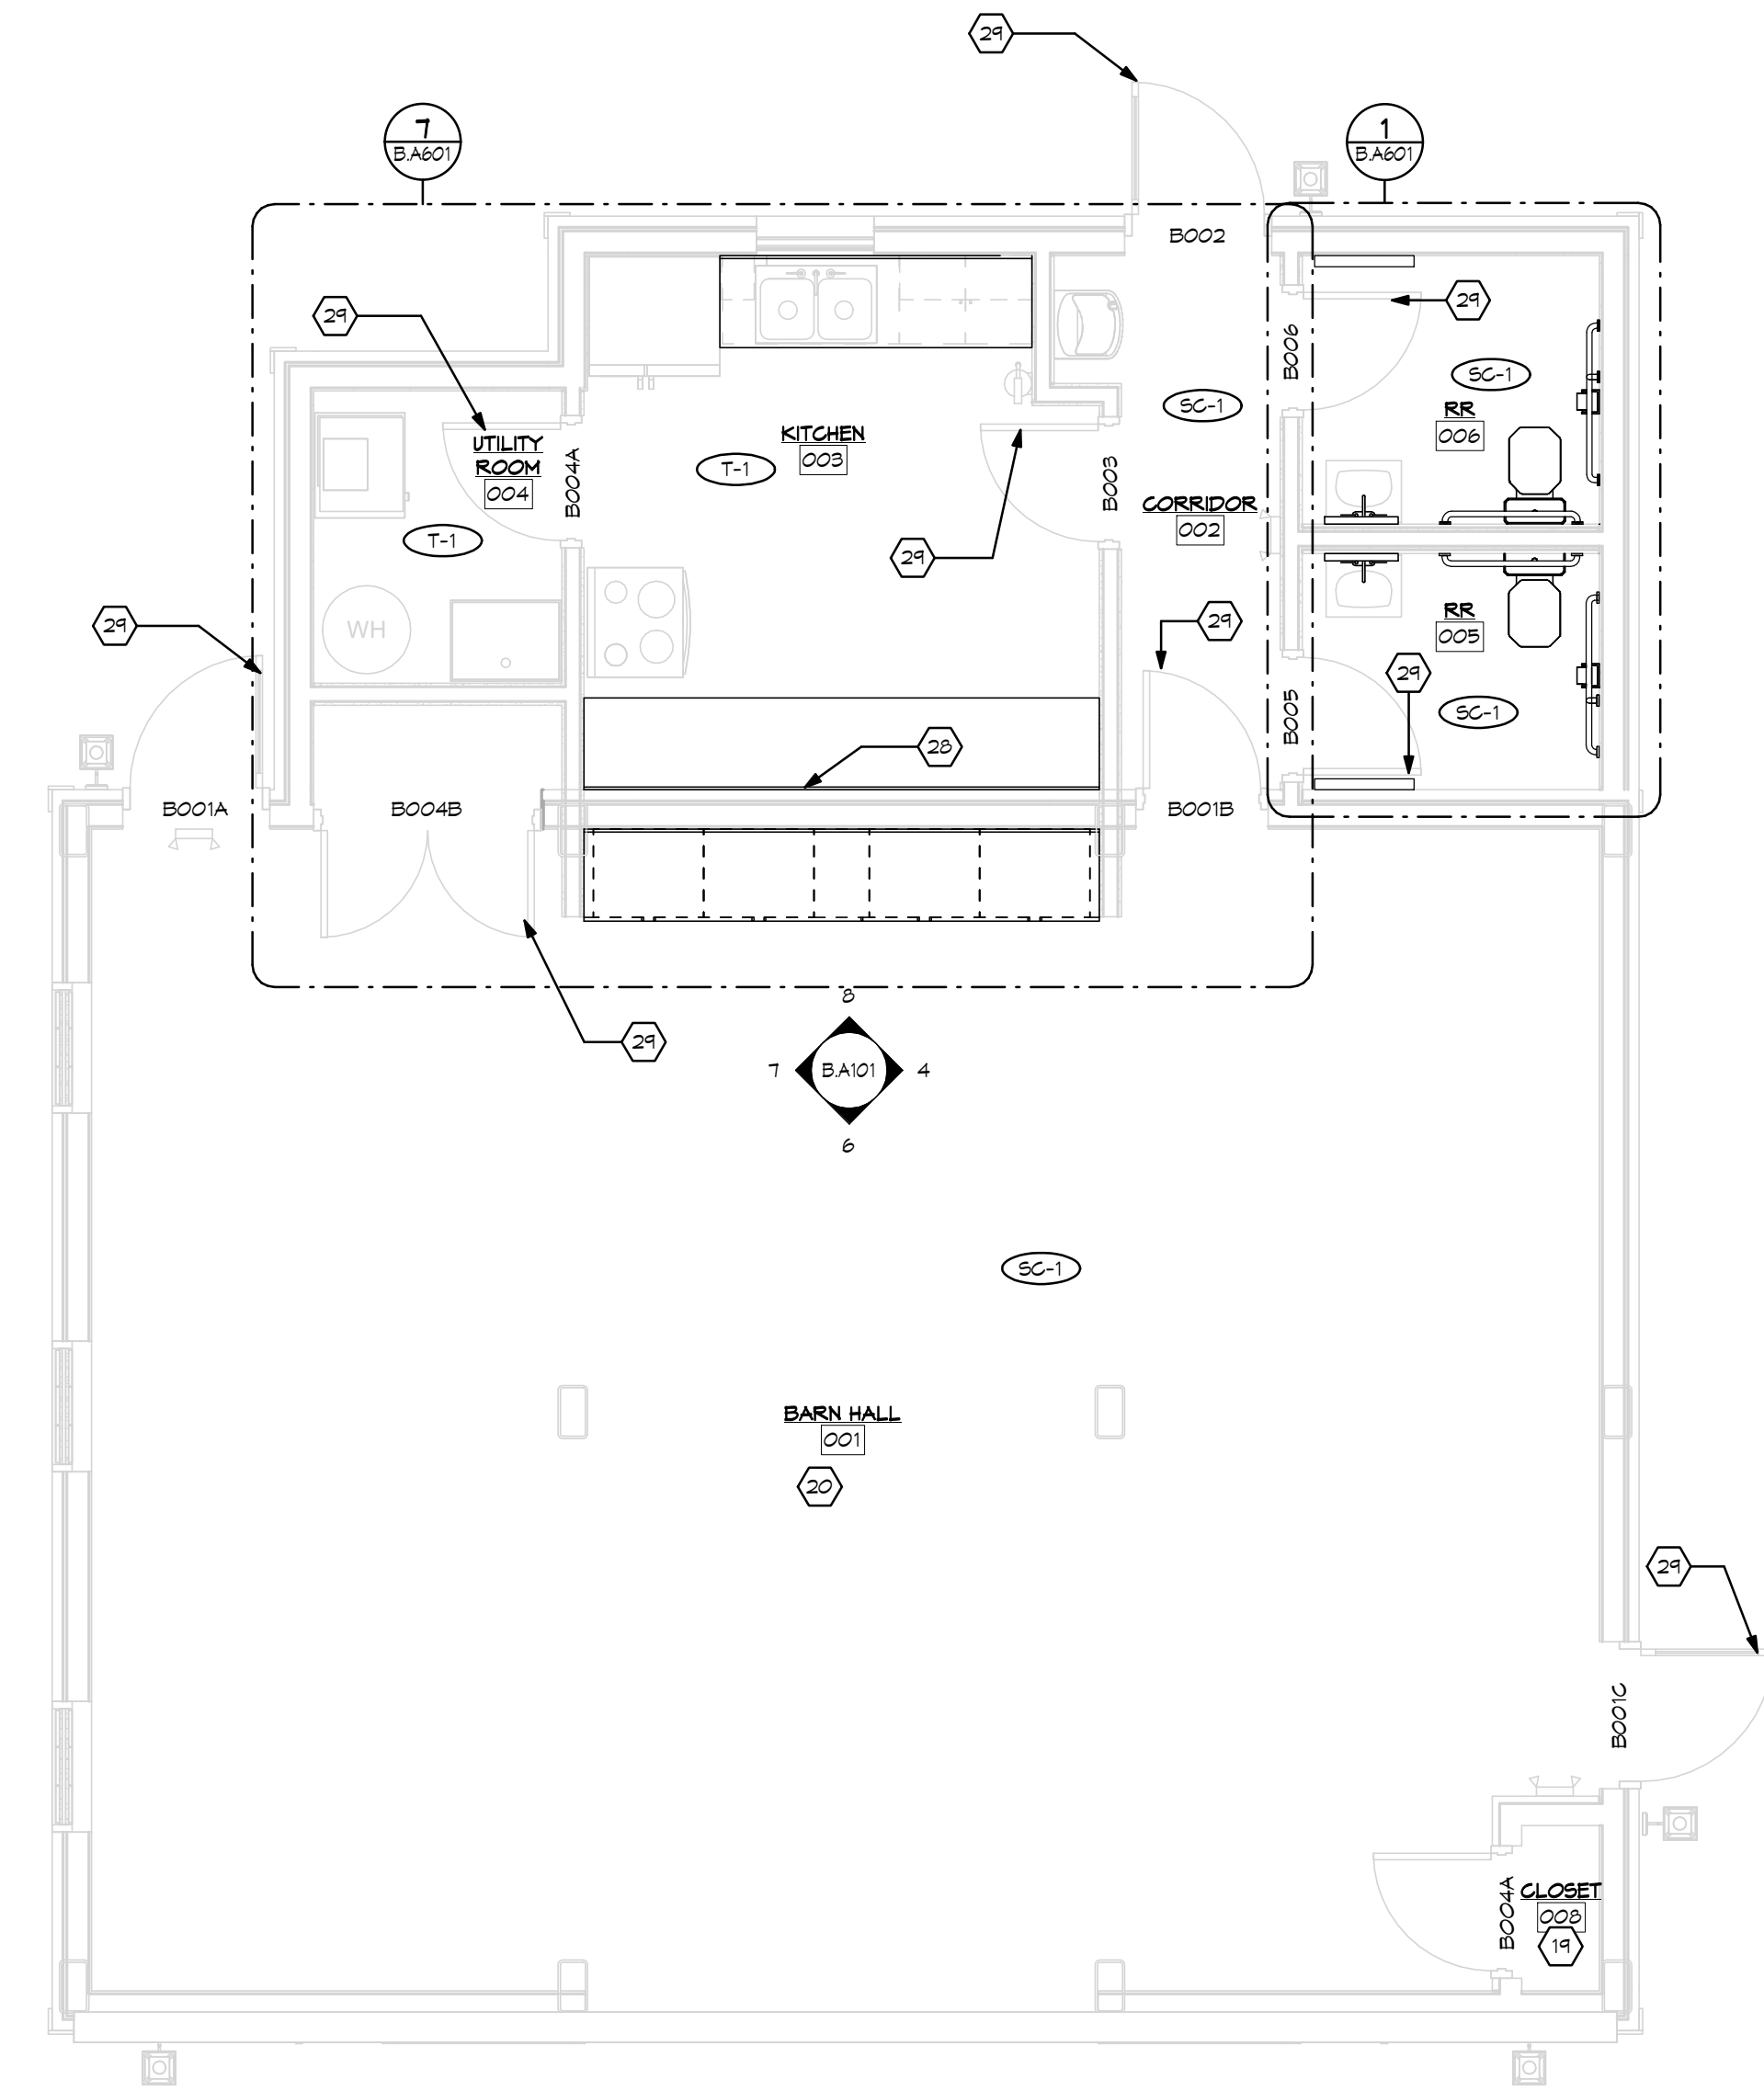 29
7
B.A601
1
B.A601
B002
29
29
B006
SC-1
SC-1
RR
006
KITCHEN
003
UTILITY
ROOM
004
T-1
B004A
B003
CORRIDOR
002
T-1
29
29
29
WH
RR
005
29
SC-1
B005
28
B001A
B004B
B001B
29
8
7
B.A101
4
6
SC-1
BARN HALL
001
20
29
B001C
B004A
CLOSET
008
19